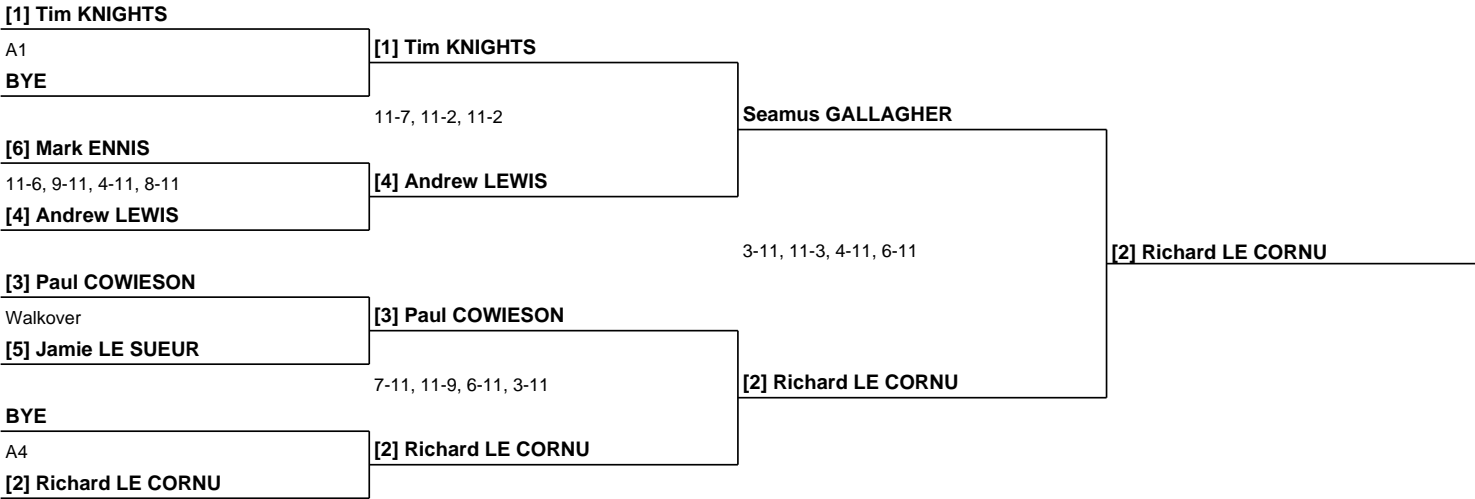 [1] Tim KNIGHTS
A1
[1] Tim KNIGHTS
BYE
11-7, 11-2, 11-2
Seamus GALLAGHER
[6] Mark ENNIS
11-6, 9-11, 4-11, 8-11
[4] Andrew LEWIS
[4] Andrew LEWIS
3-11, 11-3, 4-11, 6-11
[2] Richard LE CORNU
[3] Paul COWIESON
Walkover
[3] Paul COWIESON
[5] Jamie LE SUEUR
7-11, 11-9, 6-11, 3-11
[2] Richard LE CORNU
BYE
A4
[2] Richard LE CORNU
[2] Richard LE CORNU